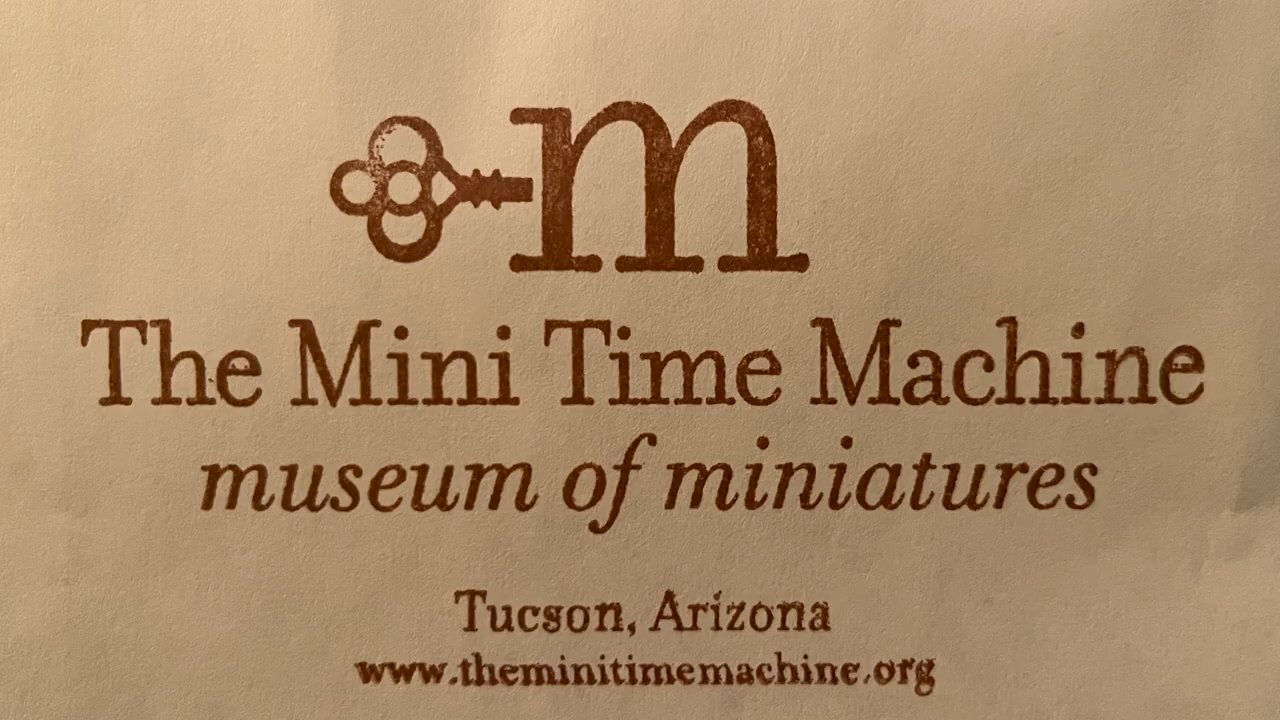 m
The Mini Time Machine
museum of miniatures
Tucson, Arizona
www.theminitimemachine.org